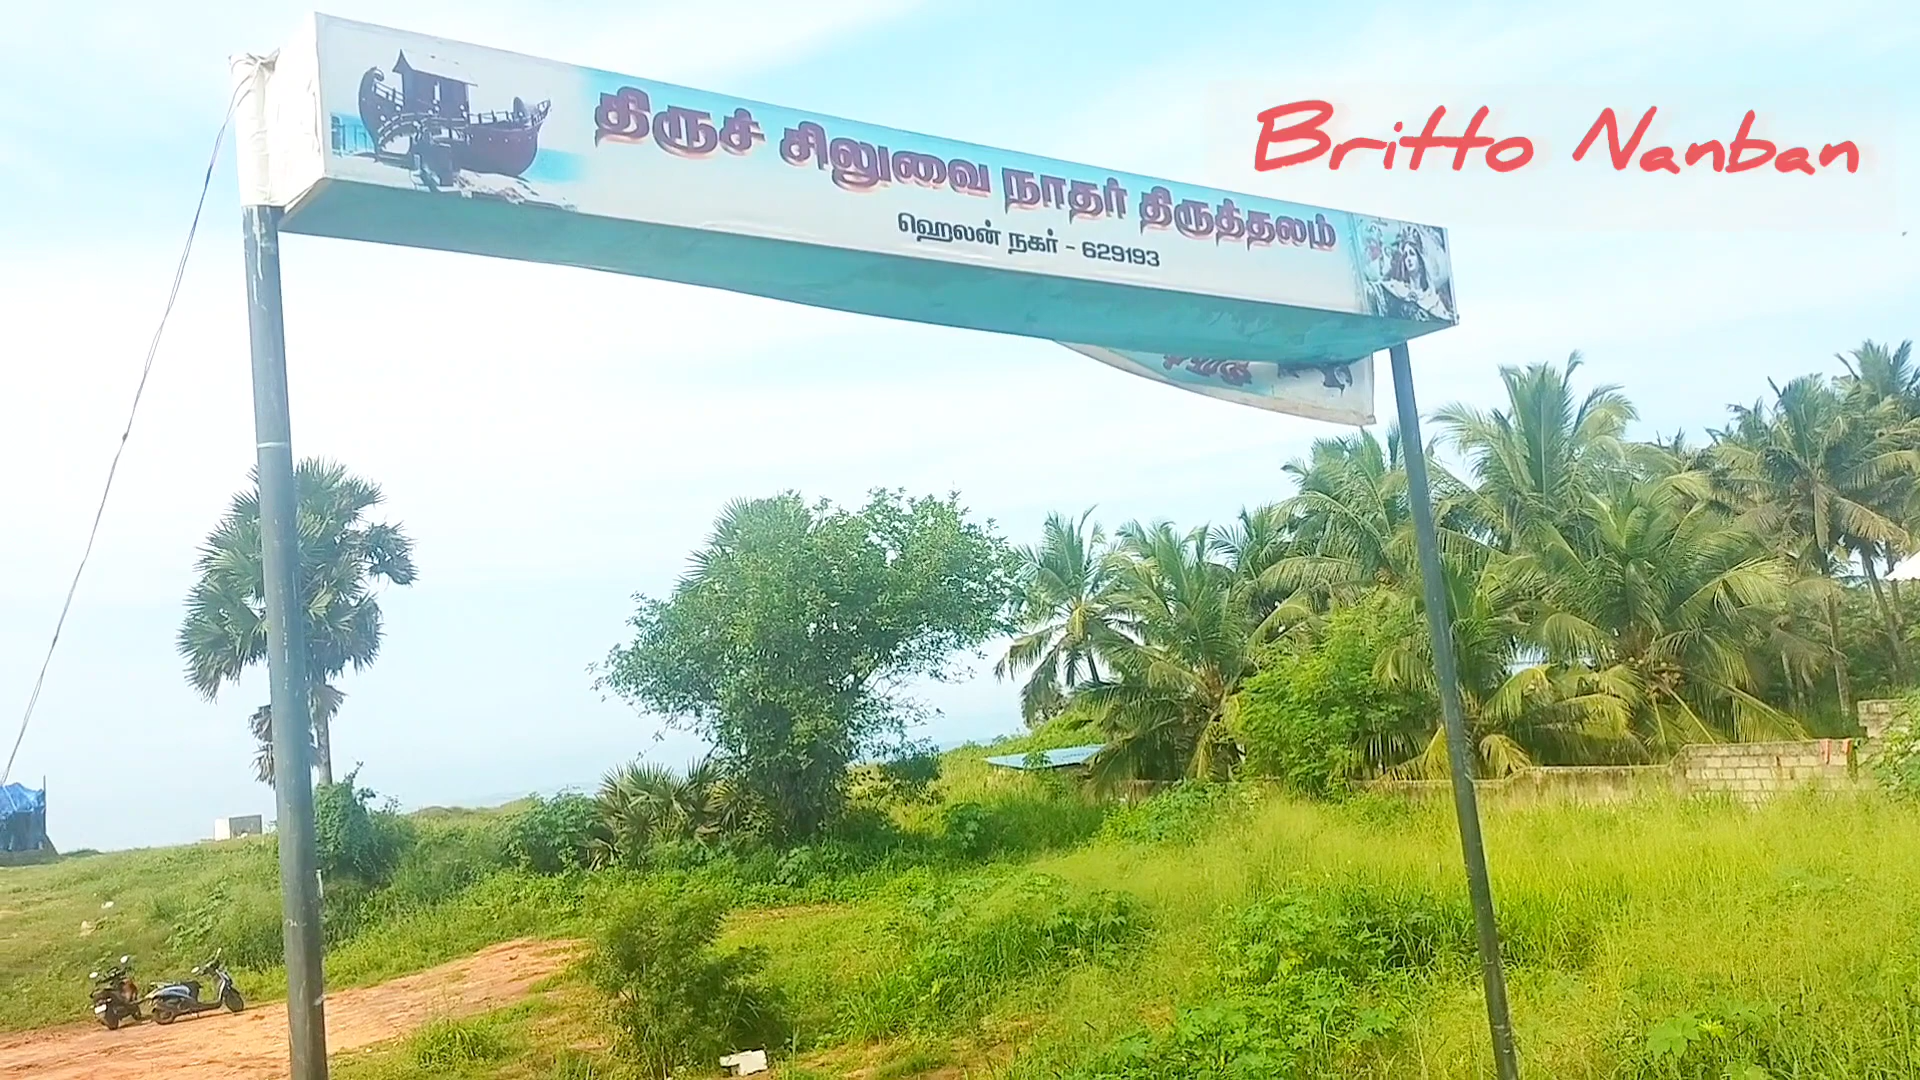 Britto Nanban
திருச் சிலுவை நாதர் திருத்தலம்
ஹெலன் நகர் - 629193